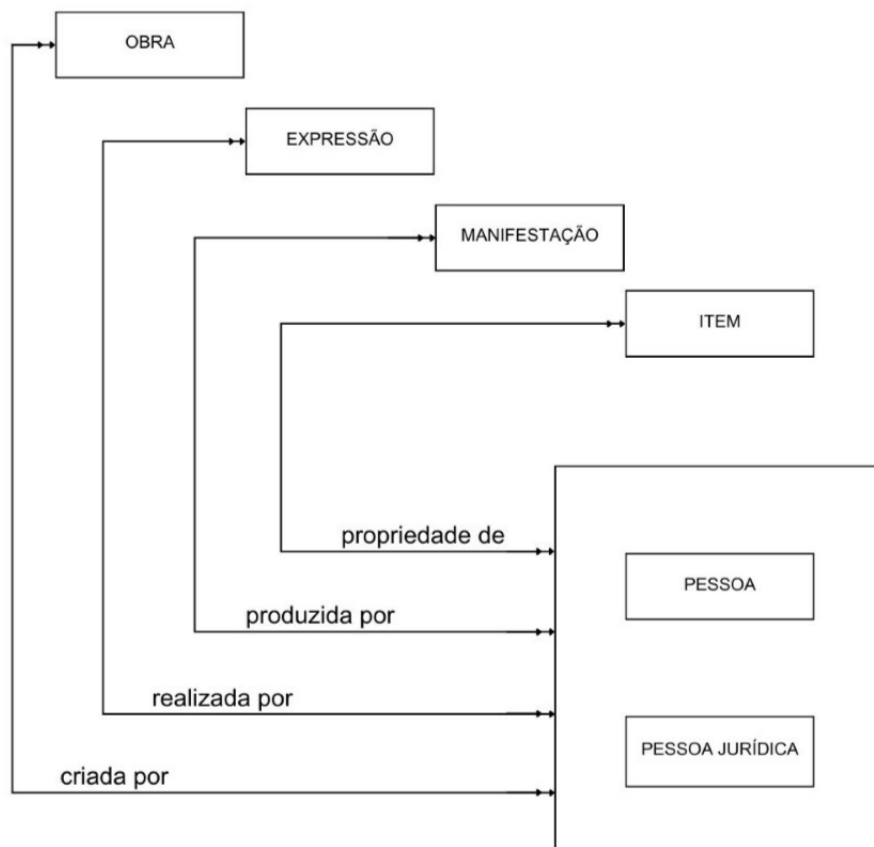 OBRA
EXPRESSÃO
MANIFESTAÇÃO
ITEM
propriedade de
PESSOA
produzida por
realizada por
PESSOA JURÍDICA
criada por